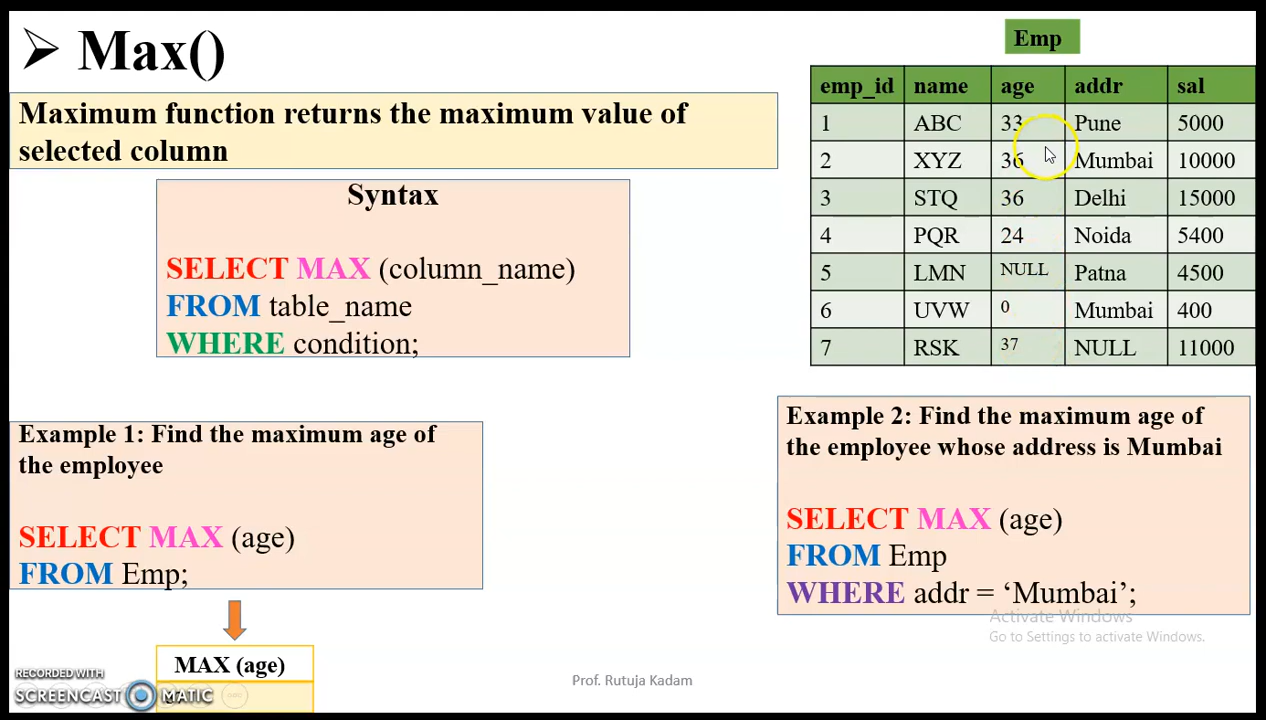 ➢ Max()
Maximum function returns the maximum value of
selected column
Syntax
SELECT MAX (column_name)
FROM table_name
WHERE condition;
Emp
emp_id name age addr sal
1 ABC 33 Pune 5000
2 XYZ 36 Mumbai 10000
3 STQ 36 Delhi 15000
4 PQR 24 Noida 5400
5 LMN NULL Patna 4500
6 UVW 0 Mumbai 400
7 RSK 37 NULL 11000
Example 1: Find the maximum age of
the employee
SELECT MAX (age)
FROM Emp;
MAX (age)
Example 2: Find the maximum age of
the employee whose address is Mumbai
SELECT MAX (age)
FROM Emp
WHERE addr = ‘Mumbai’;
Activate Windows
Go to Settings to activate Windows.
Prof. Rutuja Kadam
RECORDED WITH
SCREENCAST MATIC